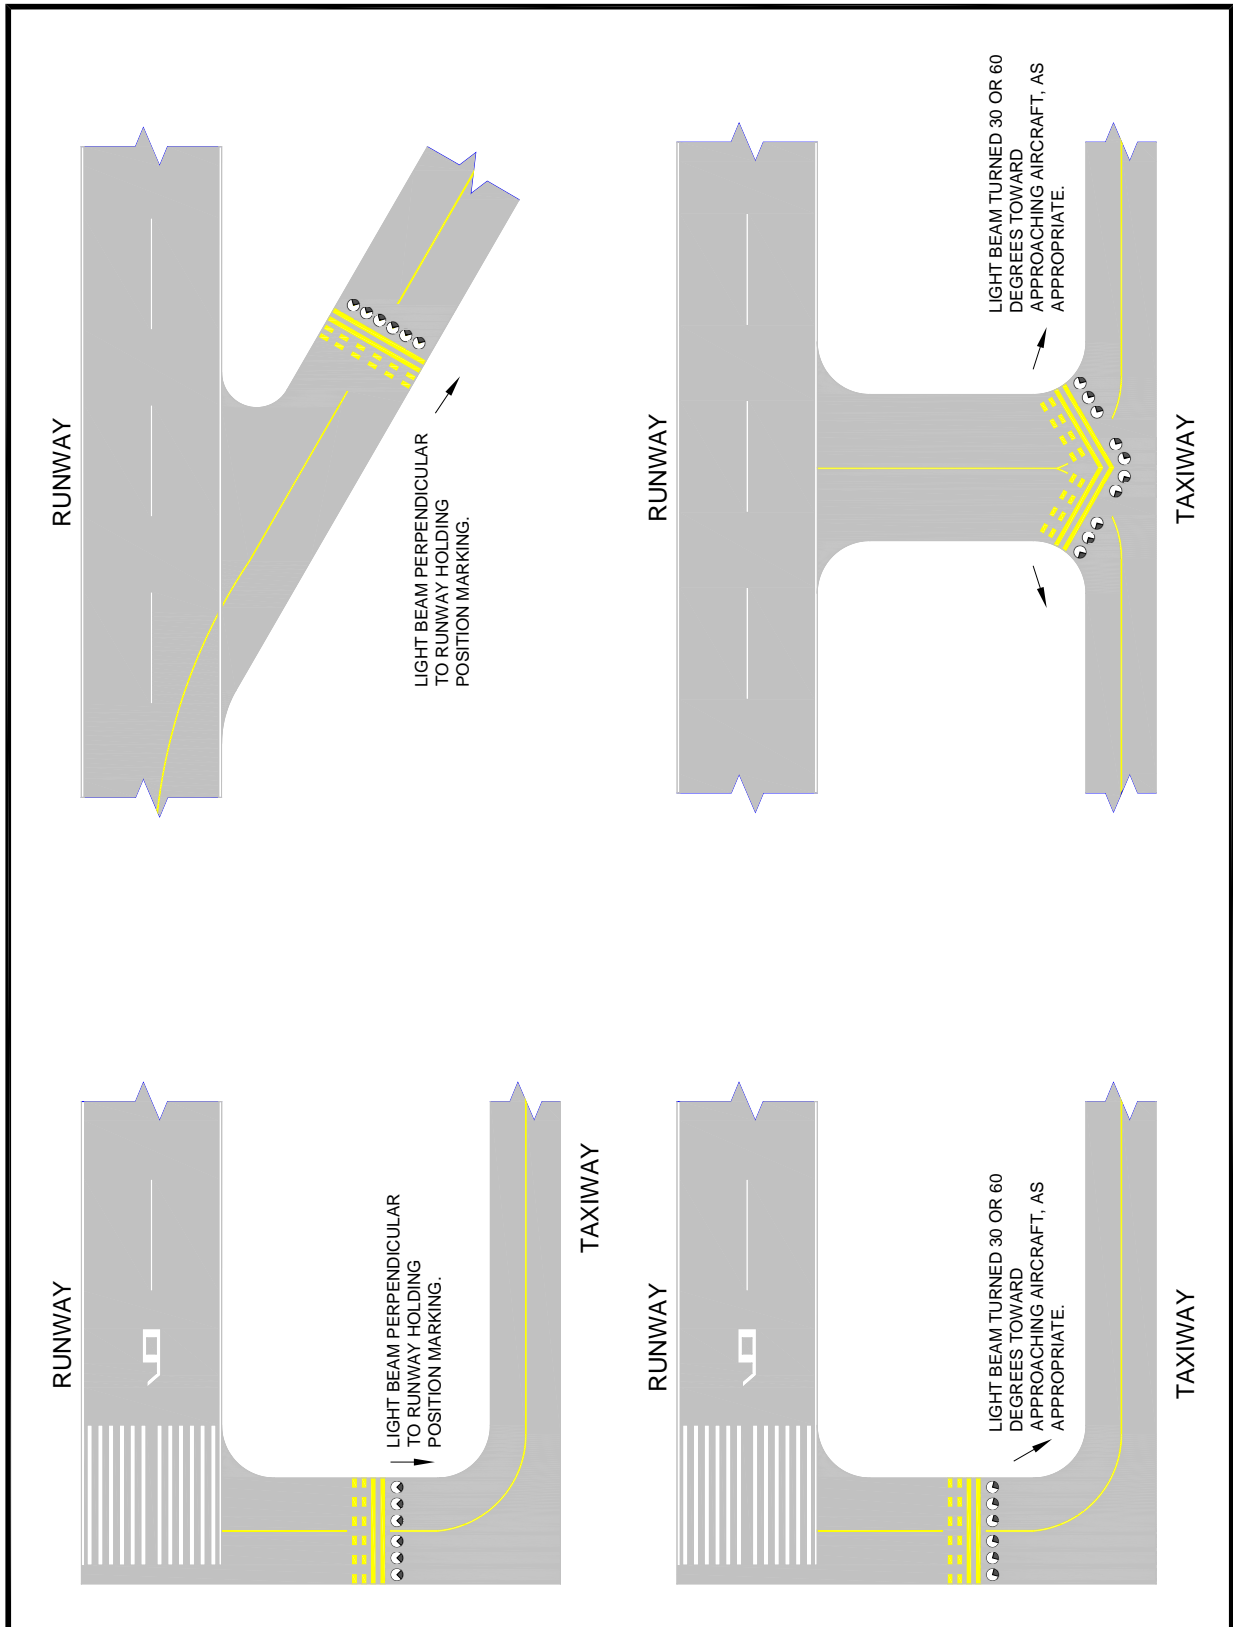 RUNWAY
9
LIGHT BEAM PERPENDICULAR
TO RUNWAY HOLDING
POSITION MARKING.
TAXIWAY
RUNWAY
LIGHT BEAM PERPENDICULAR
TO RUNWAY HOLDING
POSITION MARKING.
RUNWAY
9
LIGHT BEAM TURNED 30 OR 60
DEGREES TOWARD
APPROACHING AIRCRAFT, AS
APPROPRIATE.
TAXIWAY
RUNWAY
LIGHT BEAM TURNED 30 OR 60
DEGREES TOWARD
APPROACHING AIRCRAFT, AS
APPROPRIATE.
TAXIWAY